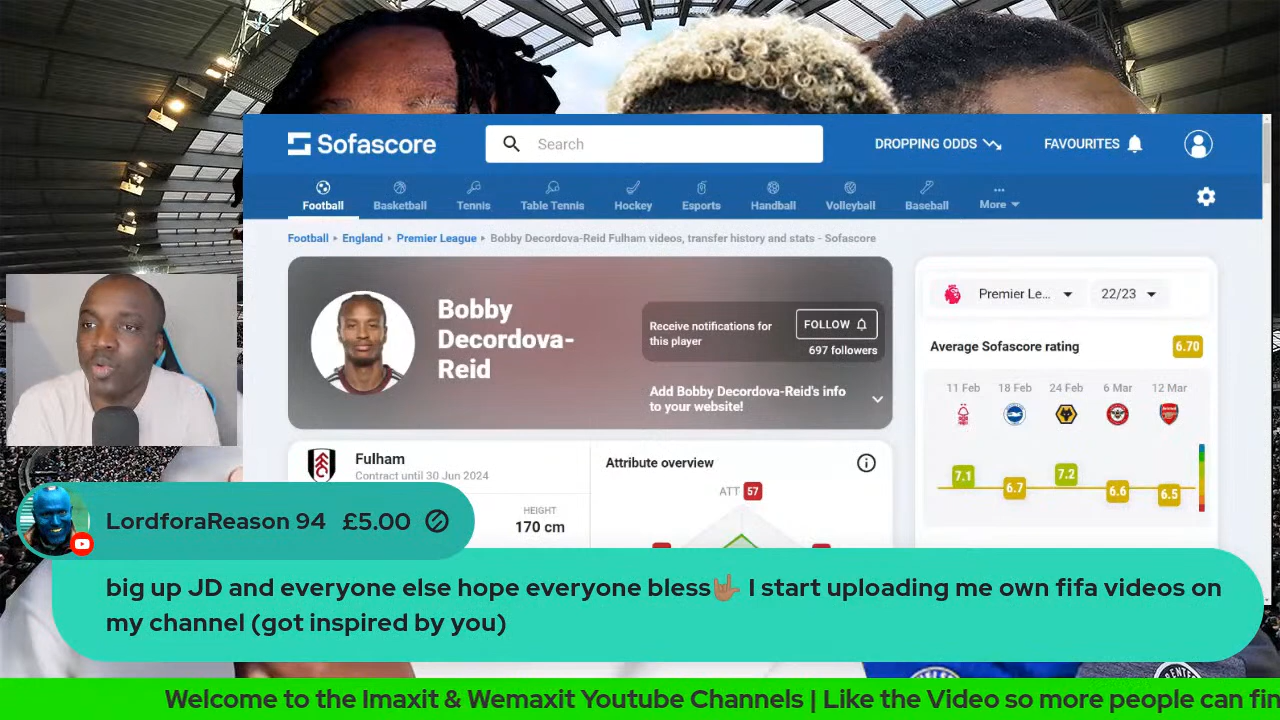 Sofascore
Search
DROPPING ODDS
FAVOURITES
Football
Basketball
Tennis
Table Tennis
Hockey
Esports
Handball
Volleyball
Baseball
More
Football England Premier League Bobby Decordova-Reid Fulham videos, transfer history and stats - Sofascore
Bobby
Decordova-
Reid
Receive notifications for
this player
FOLLOW
697 followers
Add Bobby Decordova-Reid's info
to your website!
Premier Le...
22/23
Average Sofascore rating
6.70
11 Feb
18 Feb
24 Feb
6 Mar
12 Mar
7.1
6.7
7.2
6.6
6.5
Fulham
Contract until 30 Jun 2024
HEIGHT
170 cm
Attribute overview
ATT 57
LordforaReason 94 £5.00
big up JD and everyone else hope everyone bless🤟🏽 I start uploading me own fifa videos on
my channel (got inspired by you)
Welcome to the Imaxit & Wemaxit Youtube Channels | Like the Video so more people can fin